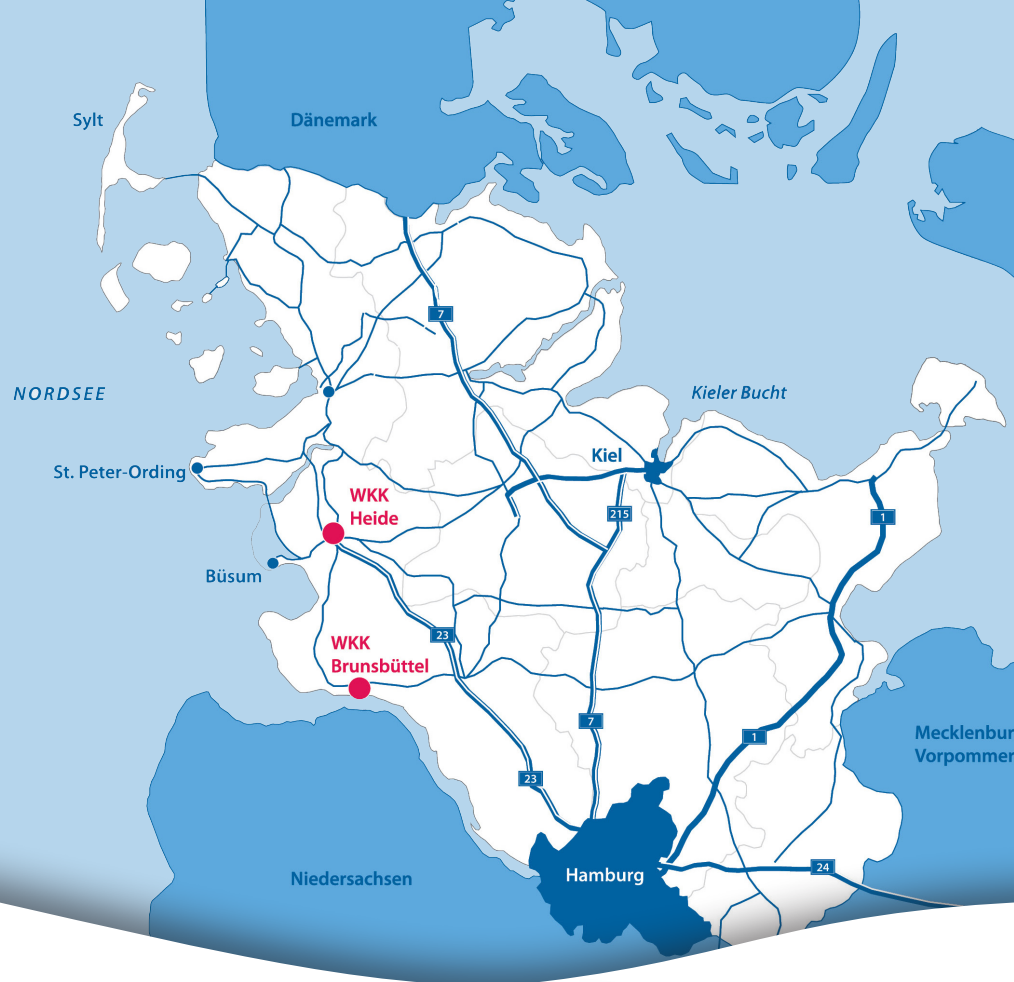 Sylt
Dänemark
7
NORDSEE
Kieler Bucht
Kiel
St. Peter-Ording
WKK
Heide
215
1
Büsum
23
WKK
Brunsbüttel
7
1
Mecklenbur
Vorpommer
23
Hamburg
24
Niedersachsen